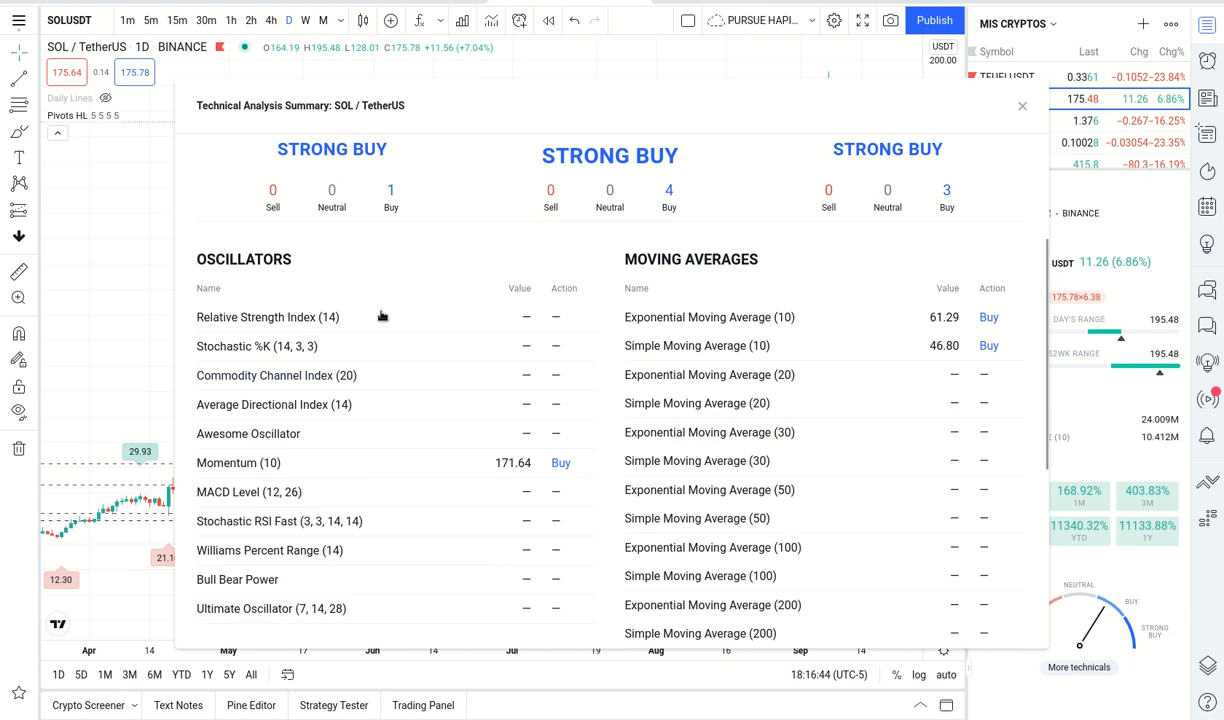 SOLUSDT 1m 5m 15m 30m 1h 2h 4h D W M PURSUE HAPI... Publish
MIS CRYPTOS
SOL / TetherUS · 1D · BINANCE O164.19 H195.48 L128.01 C175.78 +11.56 (+7.04%)
USDT
200.00
Symbol Last Chg Chg%
175.64 0.14 175.78
0.3361 −0.1052 −23.84%
175.48 11.26 6.86%
1.376 −0.267 −16.25%
0.10028 −0.03054 −23.35%
415.8 −80.3 −16.19%
Daily Lines
Pivots HL 5 5 5 5
Technical Analysis Summary: SOL / TetherUS
STRONG BUY STRONG BUY STRONG BUY
0 0 1 0 0 4 0 0 3
Sell Neutral Buy Sell Neutral Buy Sell Neutral Buy
OSCILLATORS
Name Value Action
Relative Strength Index (14) — —
Stochastic %K (14, 3, 3) — —
Commodity Channel Index (20) — —
Average Directional Index (14) — —
Awesome Oscillator — —
Momentum (10) 171.64 Buy
MACD Level (12, 26) — —
Stochastic RSI Fast (3, 3, 14, 14) — —
Williams Percent Range (14) — —
Bull Bear Power — —
Ultimate Oscillator (7, 14, 28) — —
MOVING AVERAGES
Name Value Action
Exponential Moving Average (10) 61.29 Buy
Simple Moving Average (10) 46.80 Buy
Exponential Moving Average (20) — —
Simple Moving Average (20) — —
Exponential Moving Average (30) — —
Simple Moving Average (30) — —
Exponential Moving Average (50) — —
Simple Moving Average (50) — —
Exponential Moving Average (100) — —
Simple Moving Average (100) — —
Exponential Moving Average (200) — —
Simple Moving Average (200) — —
· BINANCE
USDT 11.26 (6.86%)
175.78×6.38
DAY'S RANGE 195.48
52WK RANGE 195.48
24.009M
(10) 10.412M
168.92% 403.83%
1M 3M
11340.32% 11133.88%
YTD 1Y
NEUTRAL
BUY
STRONG
BUY
More technicals
29.93
12.30
Apr 14 May Jun 14 Jul 19 Aug 16 Sep 14
1D 5D 1M 3M 6M YTD 1Y 5Y All 18:16:44 (UTC-5) % log auto
Crypto Screener Text Notes Pine Editor Strategy Tester Trading Panel